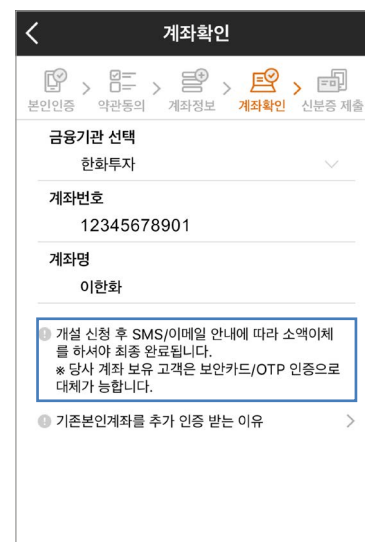 계좌확인
본인인증 약관동의 계좌정보 계좌확인 신분증 제출
금융기관 선택
한화투자
계좌번호
12345678901
계좌명
이한화
개설 신청 후 SMS/이메일 안내에 따라 소액이체
를 하셔야 최종 완료됩니다.
※ 당사 계좌 보유 고객은 보안카드/OTP 인증으로
대체가 능합니다.
기존본인계좌를 추가 인증 받는 이유